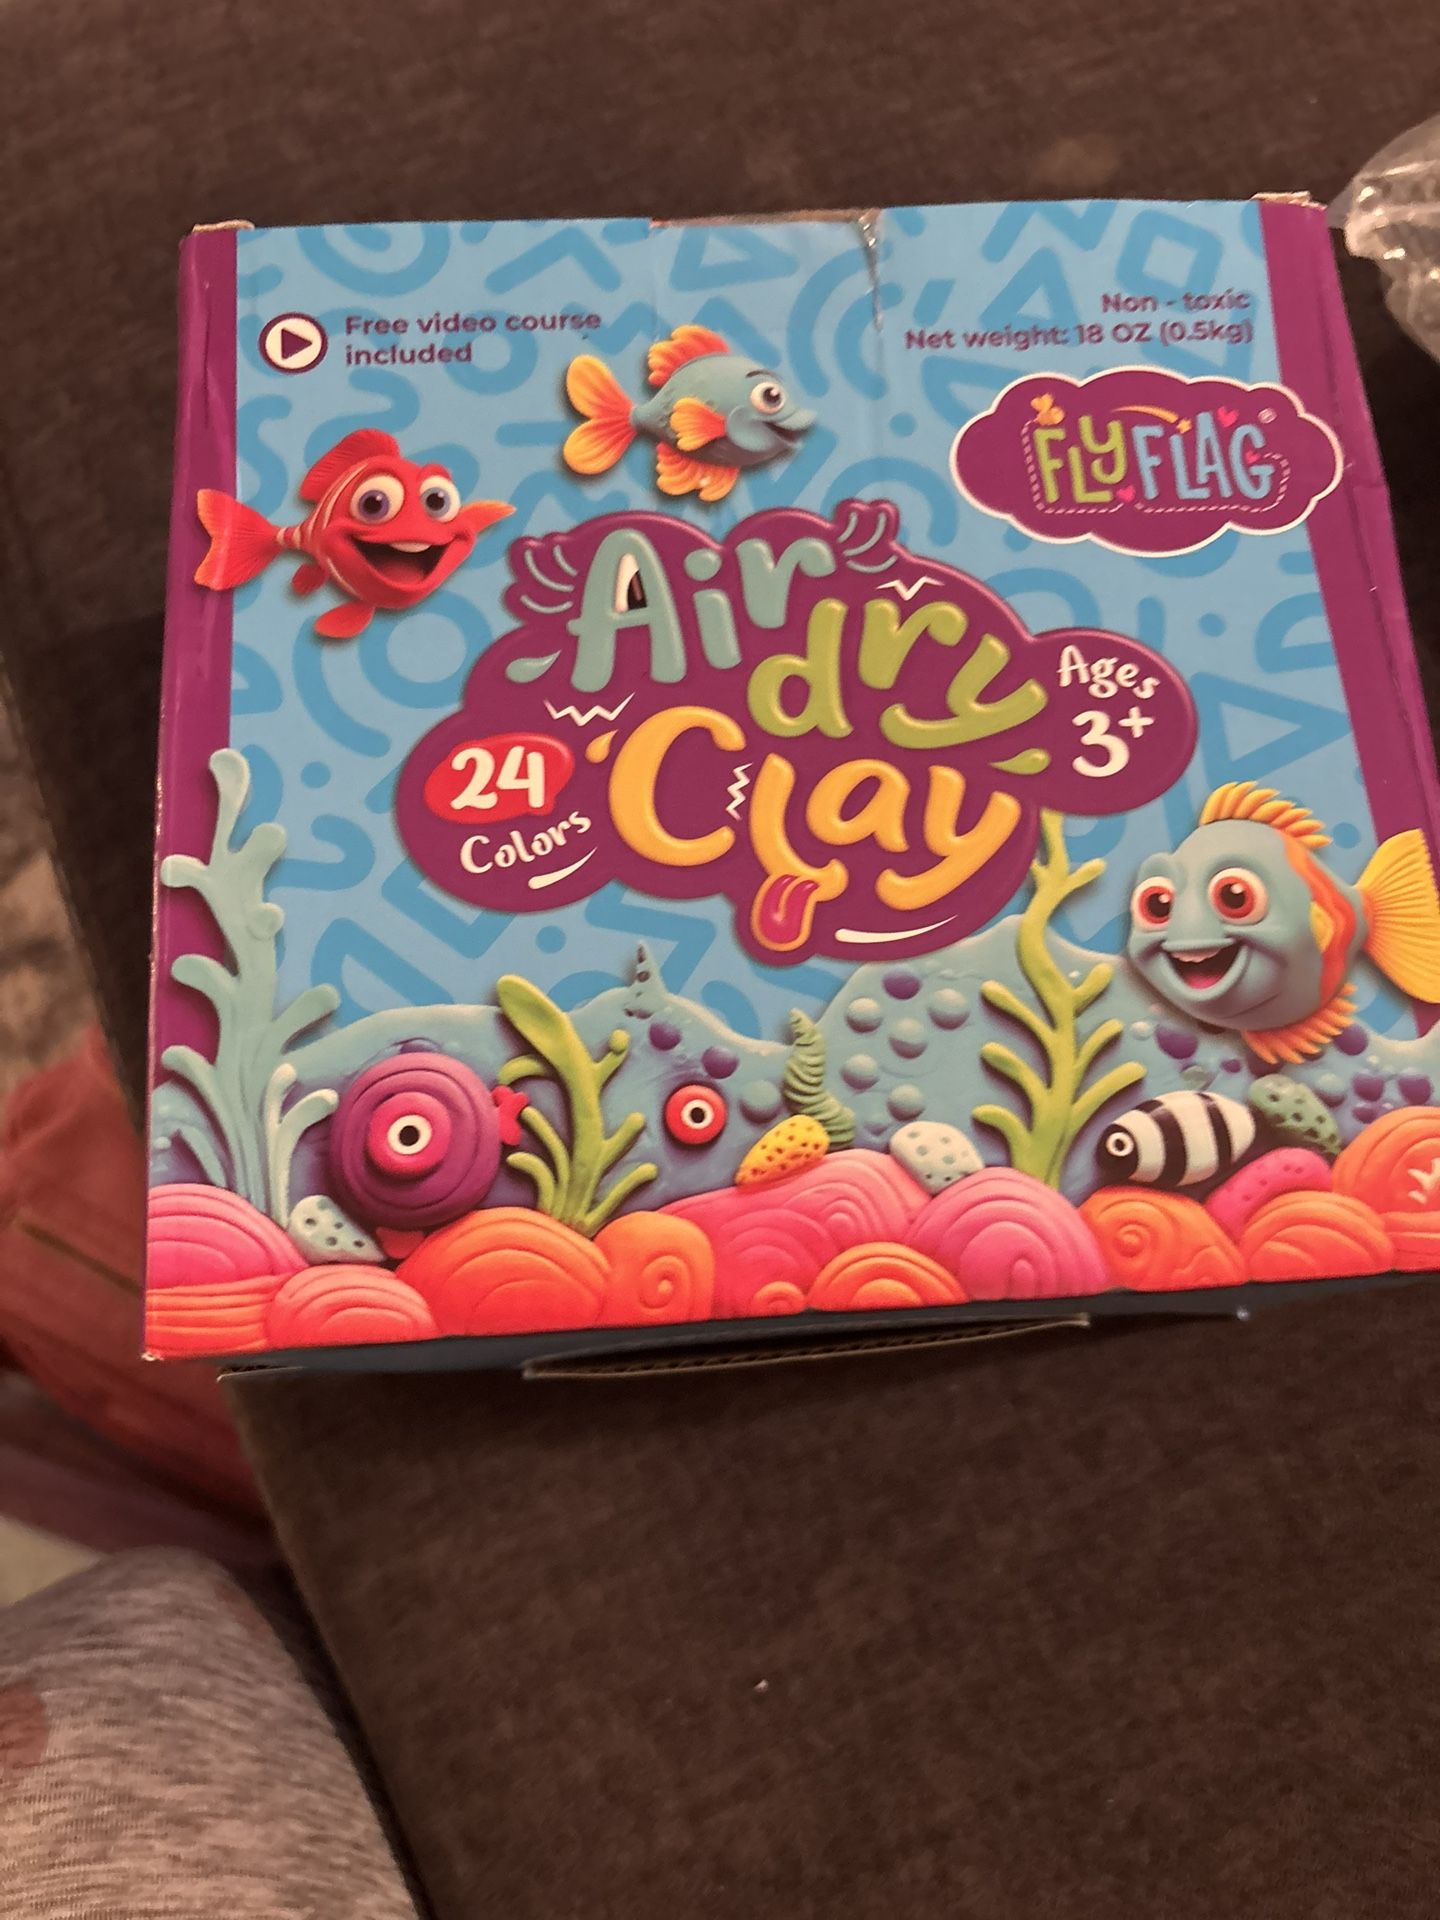 Free video course
included
Non - toxic
Net weight: 18 OZ (0.5kg)
FLYFLAG®
Air
dry
Clay
24
Colors
Ages
3+